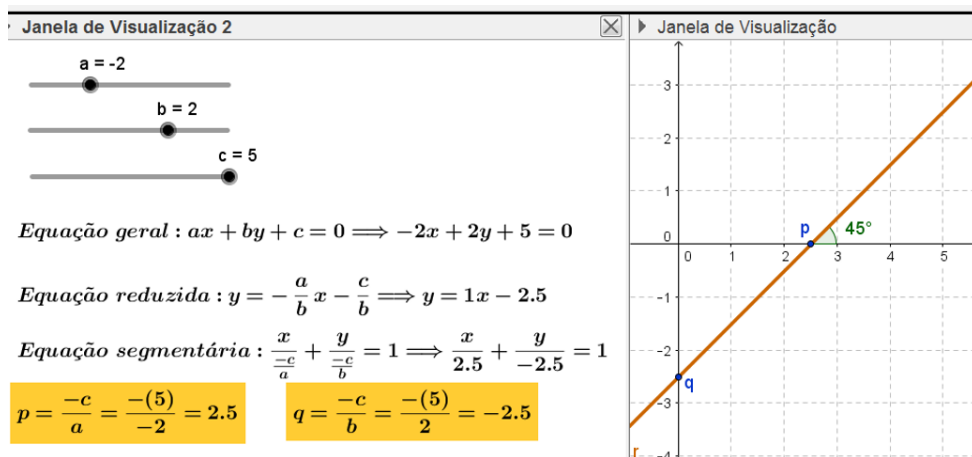 Janela de Visualização 2
a = -2
b = 2
c = 5
Equação geral : ax + by + c = 0 ⟹ −2x + 2y + 5 = 0
Equação reduzida : y = −a/b x − c/b ⟹ y = 1x − 2.5
Equação segmentária : x/(−c/a) + y/(−c/b) = 1 ⟹ x/2.5 + y/−2.5 = 1
p = −c/a = −(5)/−2 = 2.5
q = −c/b = −(5)/2 = −2.5
Janela de Visualização
3
2
1
0
−1
−2
−3
−4
0 1 2 3 4 5
p
45°
q
r